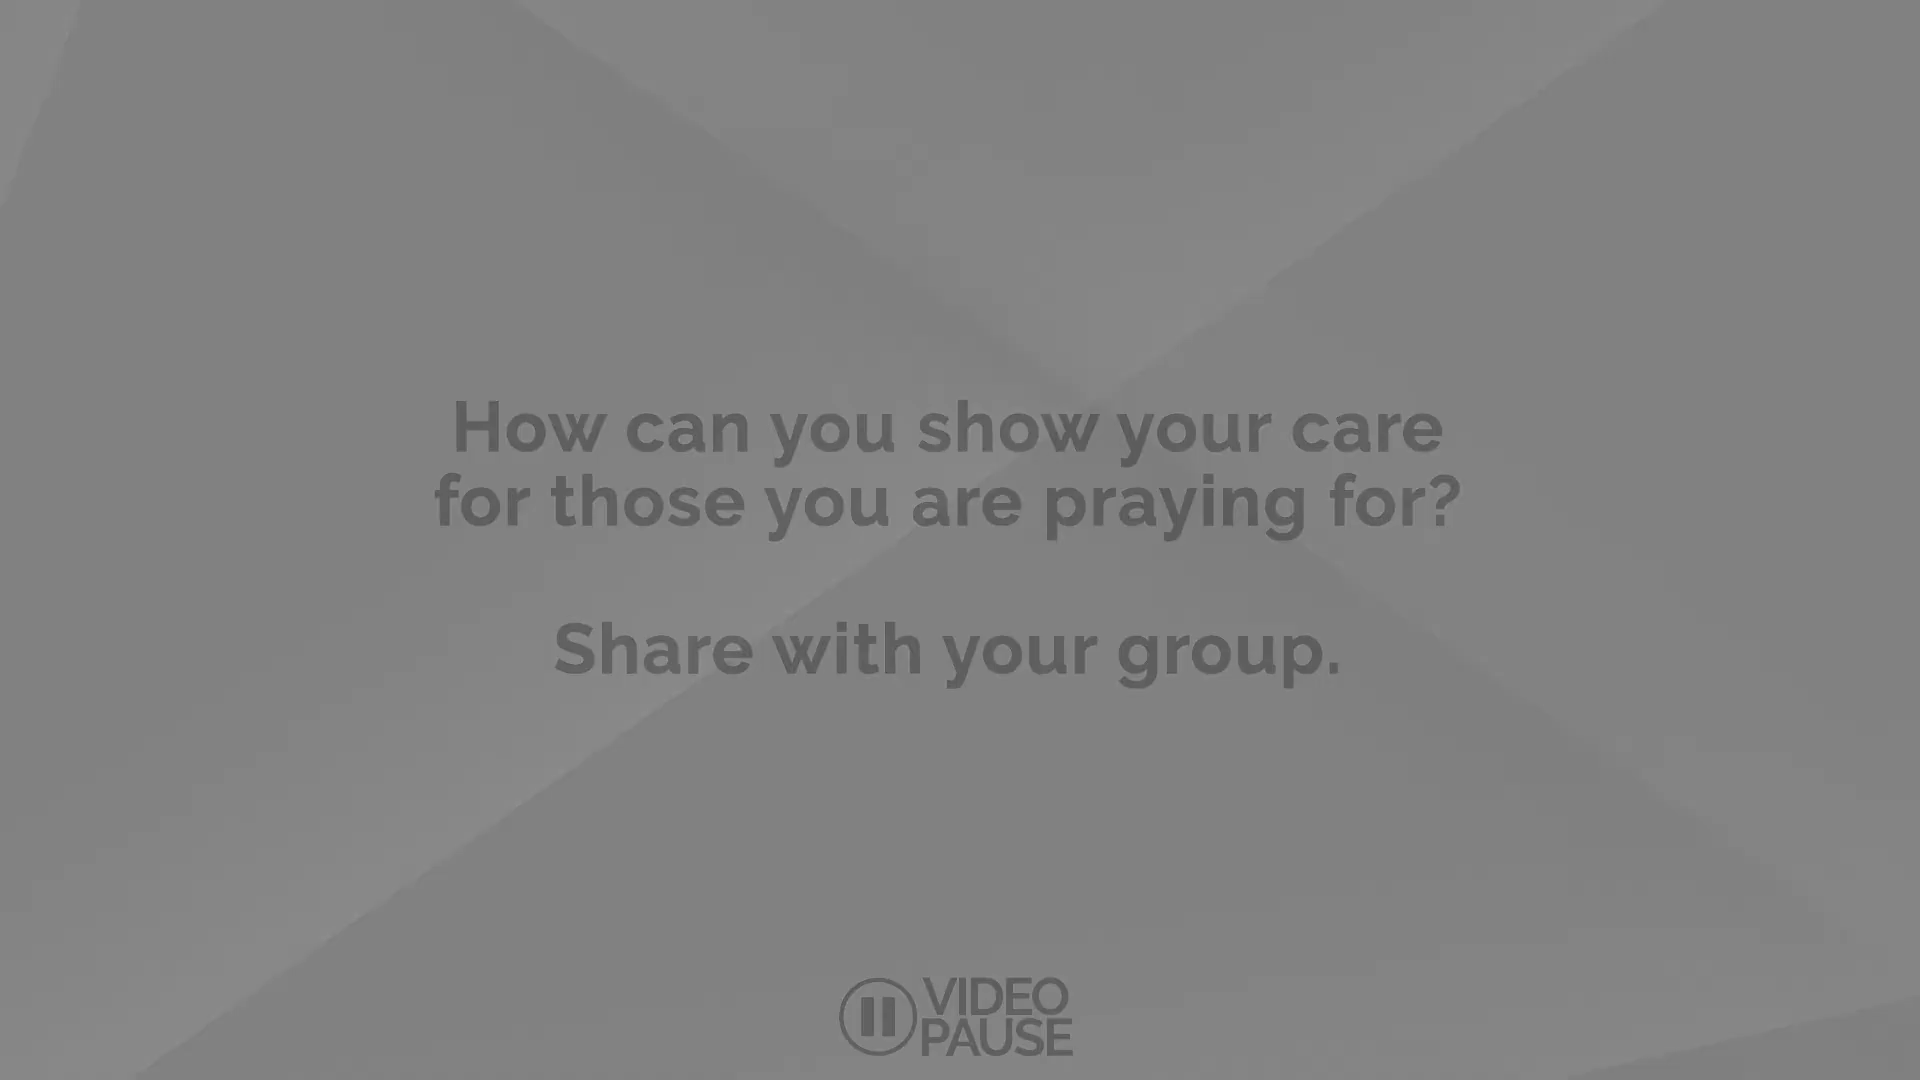 How can you show your care
for those you are praying for?
Share with your group.
VIDEO
PAUSE